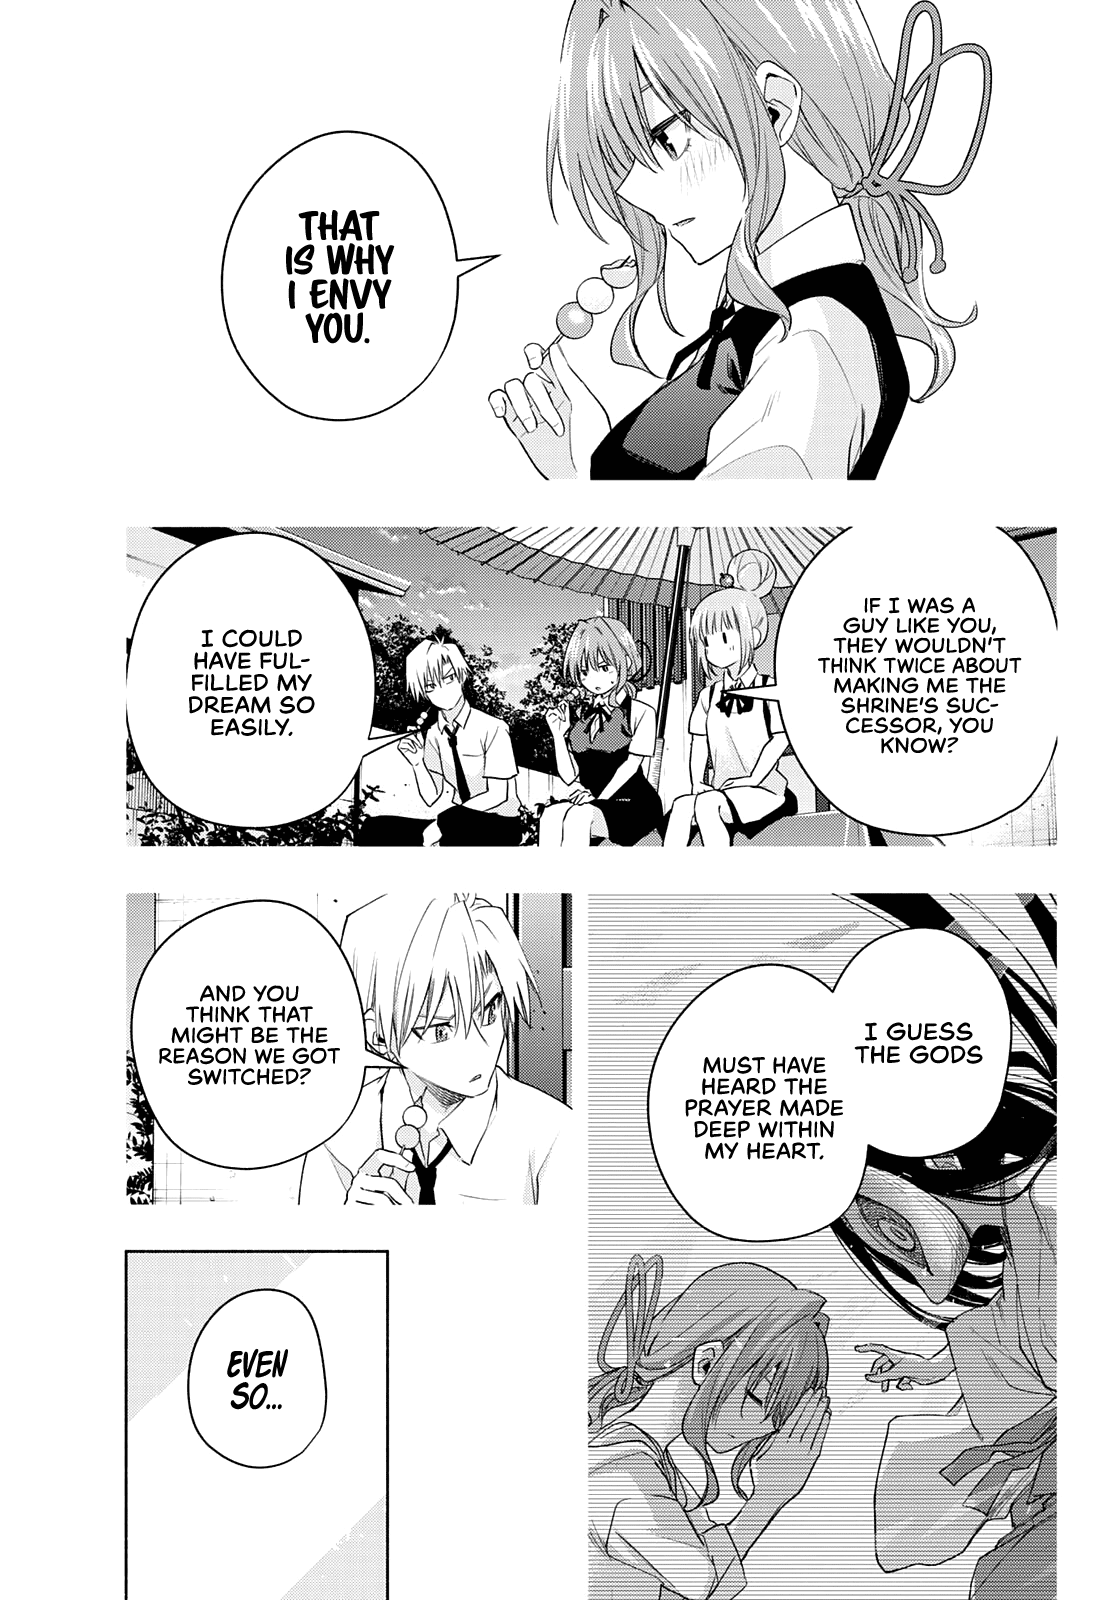 THAT
IS WHY
I ENVY
YOU.
IF I WAS A
GUY LIKE YOU,
THEY WOULDN'T
THINK TWICE ABOUT
MAKING ME THE
SHRINE'S SUC-
CESSOR, YOU
KNOW?
I COULD
HAVE FUL-
FILLED MY
DREAM SO
EASILY.
AND YOU
THINK THAT
MIGHT BE THE
REASON WE GOT
SWITCHED?
I GUESS
THE GODS
MUST HAVE
HEARD THE
PRAYER MADE
DEEP WITHIN
MY HEART.
EVEN
SO...